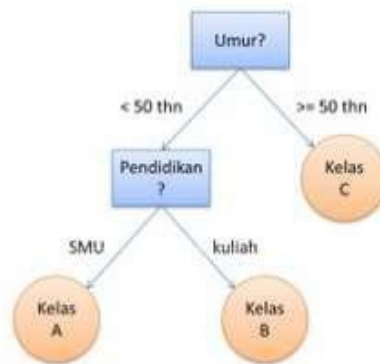 Umur?
< 50 thn
>= 50 thn
Pendidikan
?
Kelas
C
SMU
kuliah
Kelas
A
Kelas
B